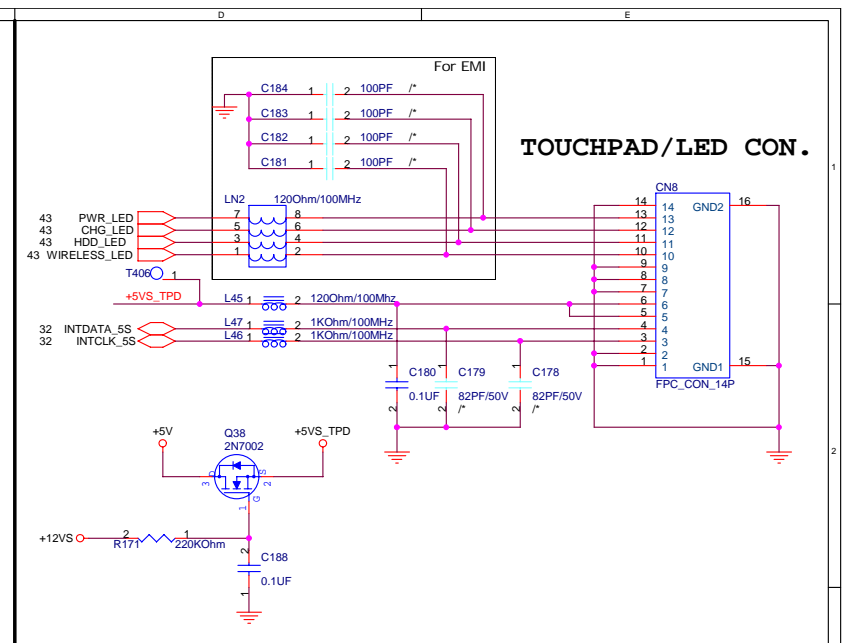 D E
For EMI
C184 1 2 100PF /*
C183 1 2 100PF /*
C182 1 2 100PF /*
C181 1 2 100PF /*
TOUCHPAD/LED CON.
1
LN2 120Ohm/100MHz
CN8
14 14 GND2 16
43 PWR_LED 7 8 13 13
43 CHG_LED 5 6 12 12
43 HDD_LED 3 4 11 11
43 WIRELESS_LED 1 2 10 10
9 9
T406 1 8 8
7 7
+5VS_TPD L45 1 2 120Ohm/100Mhz 6 6
5 5
32 INTDATA_5S L47 1 2 1KOhm/100MHz 4 4
32 INTCLK_5S L46 1 2 1KOhm/100MHz 3 3
2 2
1 1 GND1 15
FPC_CON_14P
1 C180 1 C179 1 C178
0.1UF 82PF/50V 82PF/50V
2 2 /* 2 /*
+5V Q38 +5VS_TPD
2N7002
2
D S
3 2
1 G
+12VS 2 1
R171 220KOhm
2 C188
0.1UF
1